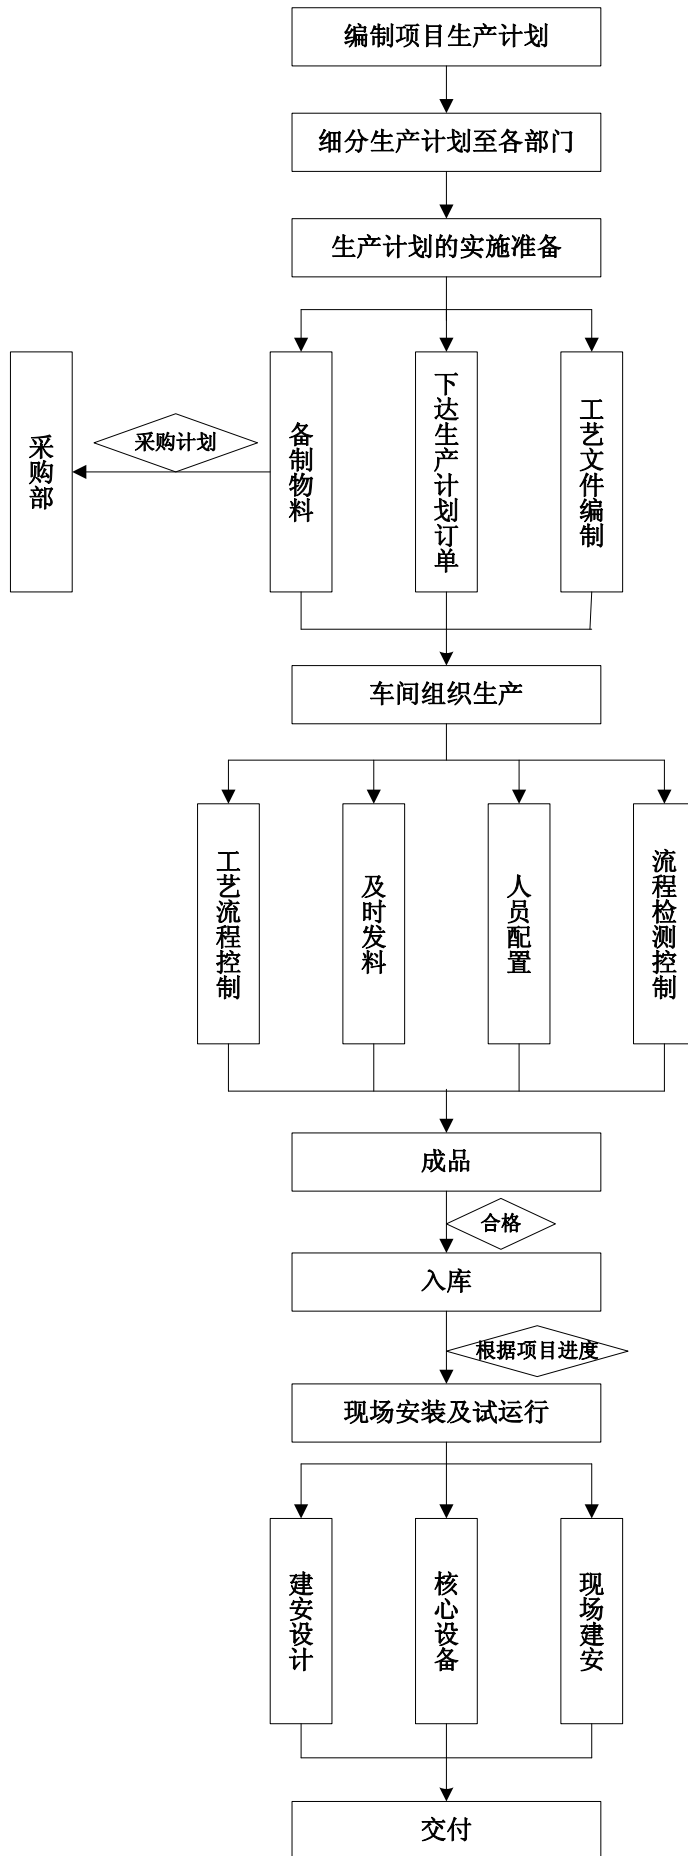 编制项目生产计划
细分生产计划至各部门
生产计划的实施准备
采购部
采购计划
备制物料
下达生产计划订单
工艺文件编制
车间组织生产
工艺流程控制
及时发料
人员配置
流程检测控制
成品
合格
入库
根据项目进度
现场安装及试运行
建安设计
核心设备
现场建安
交付